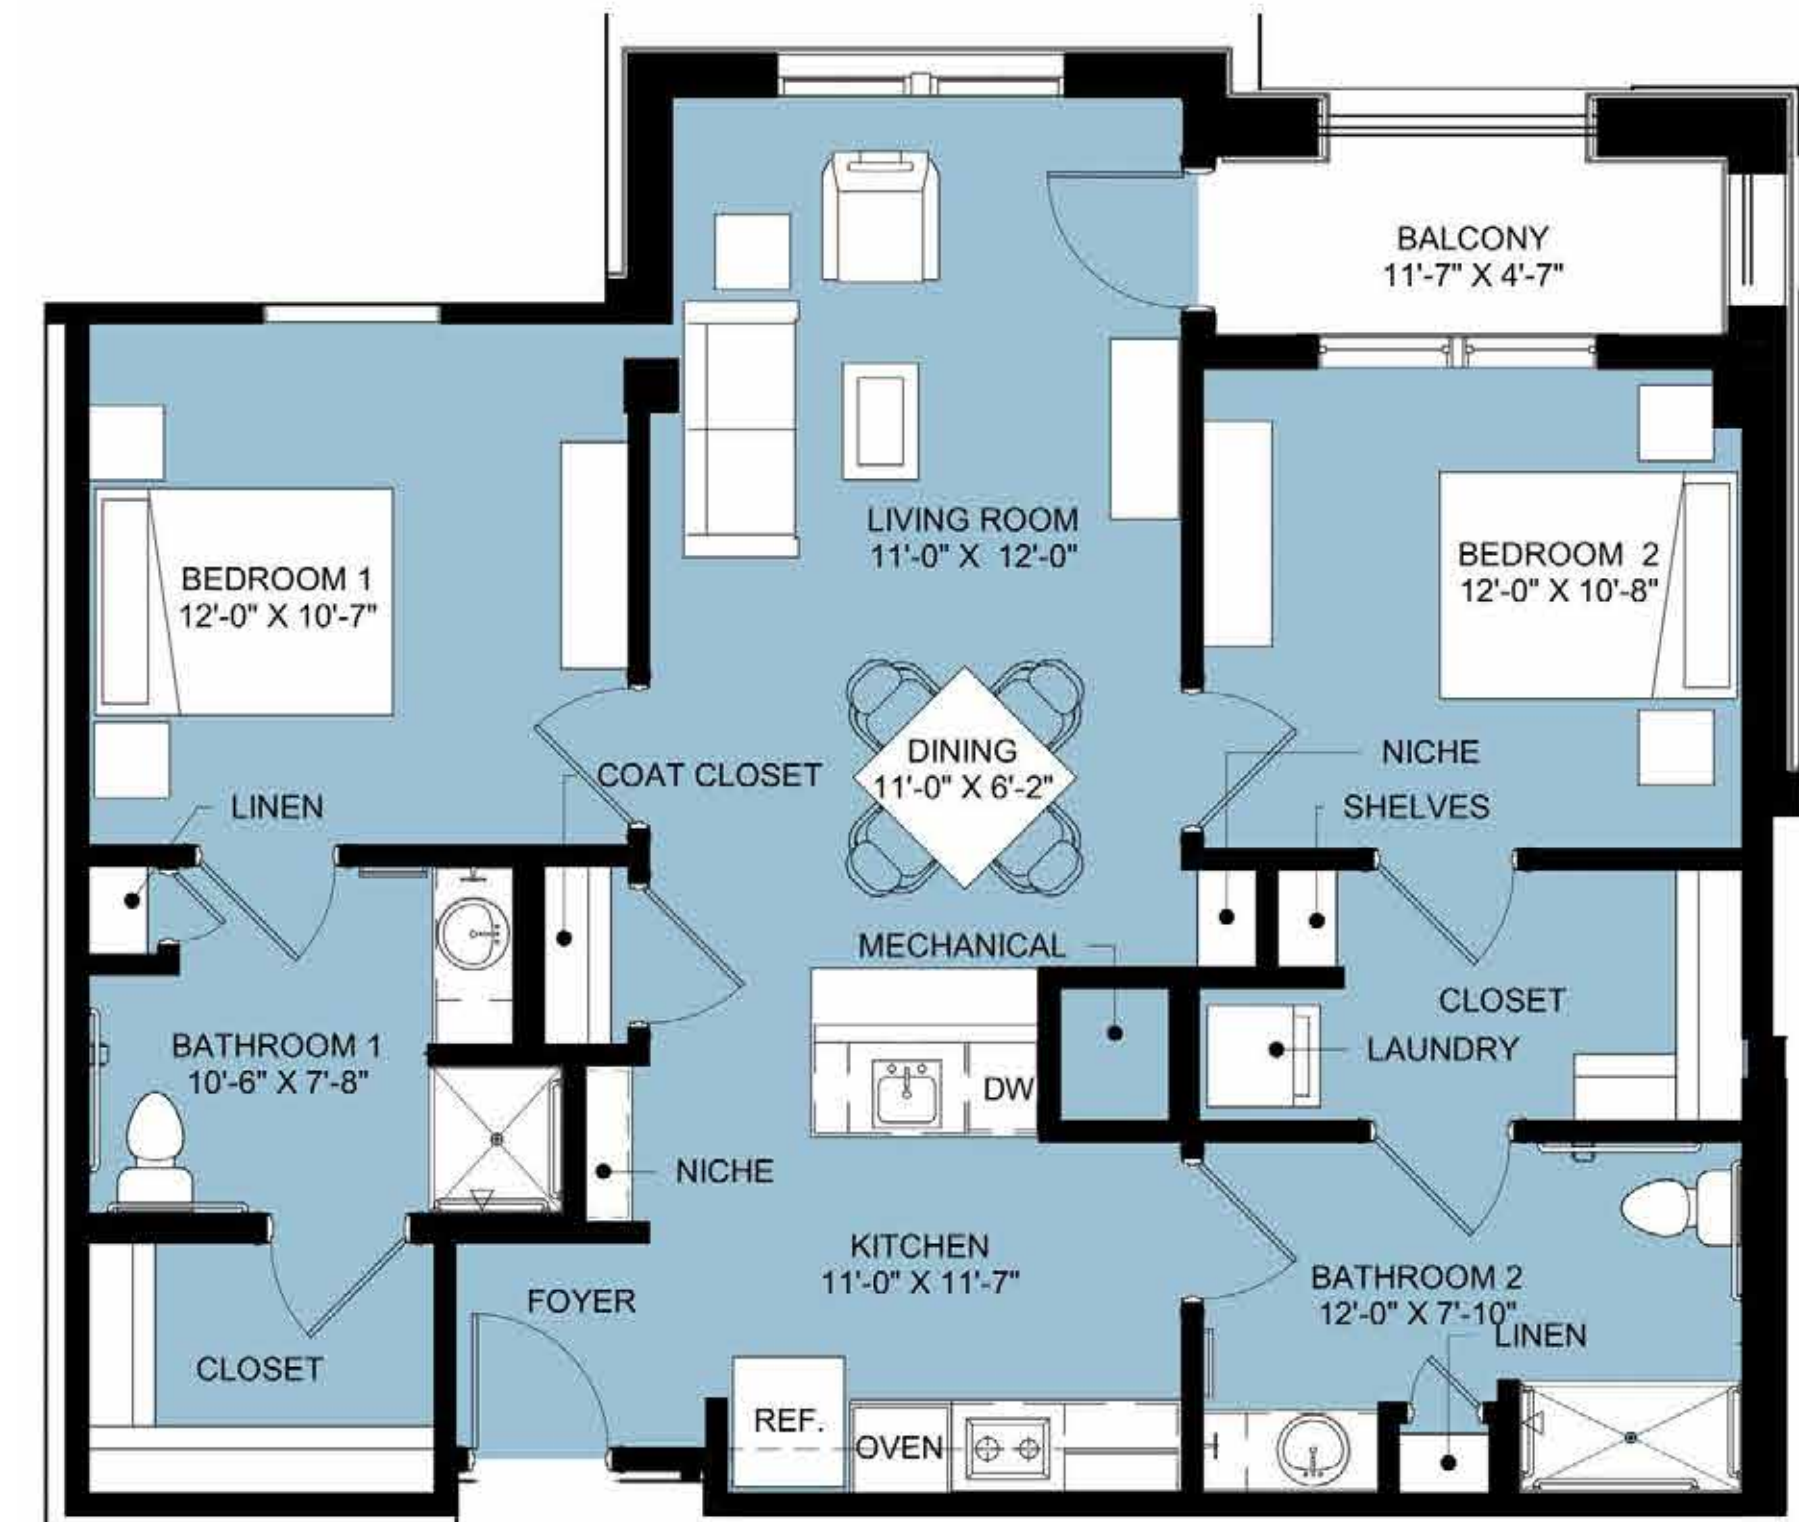 BALCONY
11'-7" X 4'-7"
LIVING ROOM
11'-0" X 12'-0"
BEDROOM 1
12'-0" X 10'-7"
BEDROOM 2
12'-0" X 10'-8"
DINING
11'-0" X 6'-2"
COAT CLOSET
LINEN
NICHE
SHELVES
MECHANICAL
CLOSET
LAUNDRY
BATHROOM 1
10'-6" X 7'-8"
DW
NICHE
KITCHEN
11'-0" X 11'-7"
FOYER
BATHROOM 2
12'-0" X 7'-10"
LINEN
CLOSET
REF.
OVEN